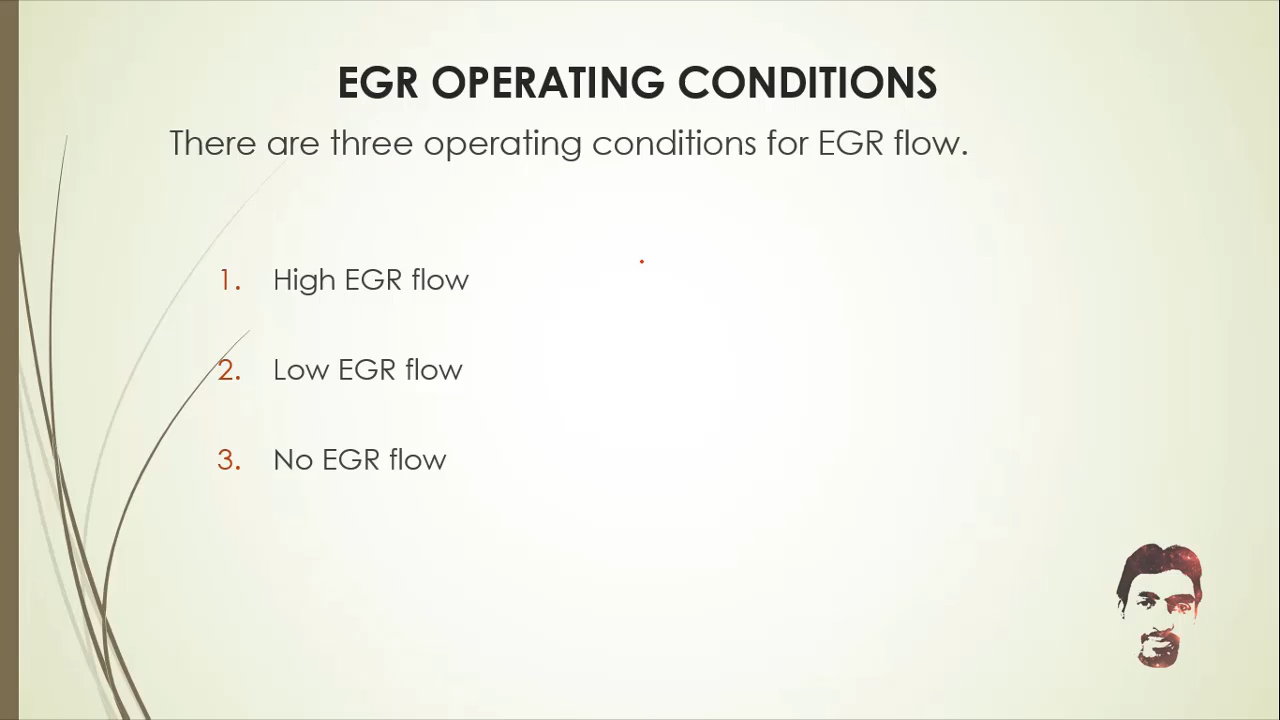 EGR OPERATING CONDITIONS
There are three operating conditions for EGR flow.
1. High EGR flow
2. Low EGR flow
3. No EGR flow